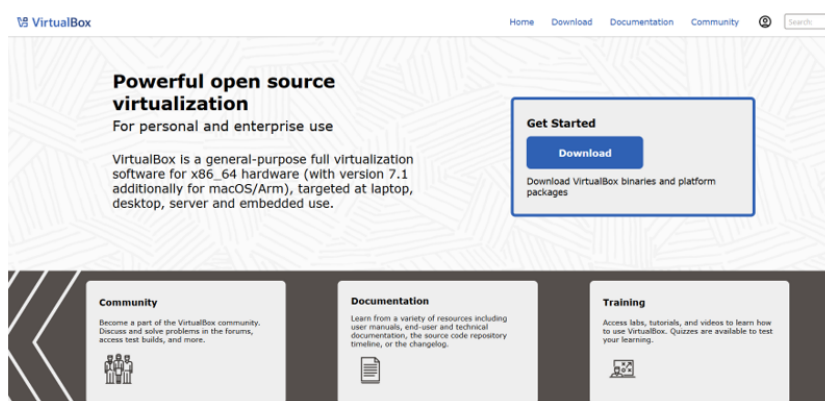 VirtualBox
Home Download Documentation Community
Search:
Powerful open source
virtualization
For personal and enterprise use
VirtualBox is a general-purpose full virtualization
software for x86_64 hardware (with version 7.1
additionally for macOS/Arm), targeted at laptop,
desktop, server and embedded use.
Get Started
Download
Download VirtualBox binaries and platform
packages
Community
Become a part of the VirtualBox community.
Discuss and solve problems in the forums,
access test builds, and more.
Documentation
Learn from a variety of resources including
user manuals, end-user and technical
documentation, the source code repository
timeline, or the changelog.
Training
Access labs, tutorials, and videos to learn how
to use VirtualBox. Quizzes are available to test
your learning.